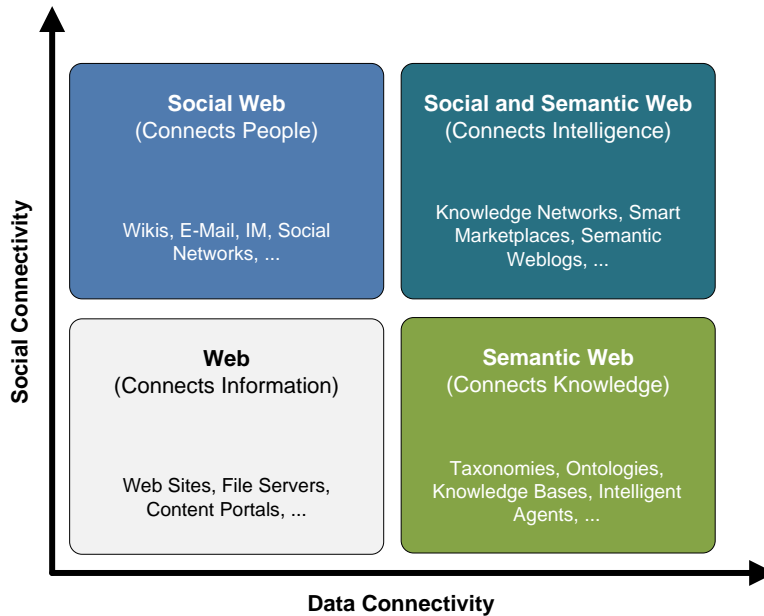 Social Connectivity
Social Web
(Connects People)
Wikis, E-Mail, IM, Social
Networks, ...
Social and Semantic Web
(Connects Intelligence)
Knowledge Networks, Smart
Marketplaces, Semantic
Weblogs, ...
Web
(Connects Information)
Web Sites, File Servers,
Content Portals, ...
Semantic Web
(Connects Knowledge)
Taxonomies, Ontologies,
Knowledge Bases, Intelligent
Agents, ...
Data Connectivity